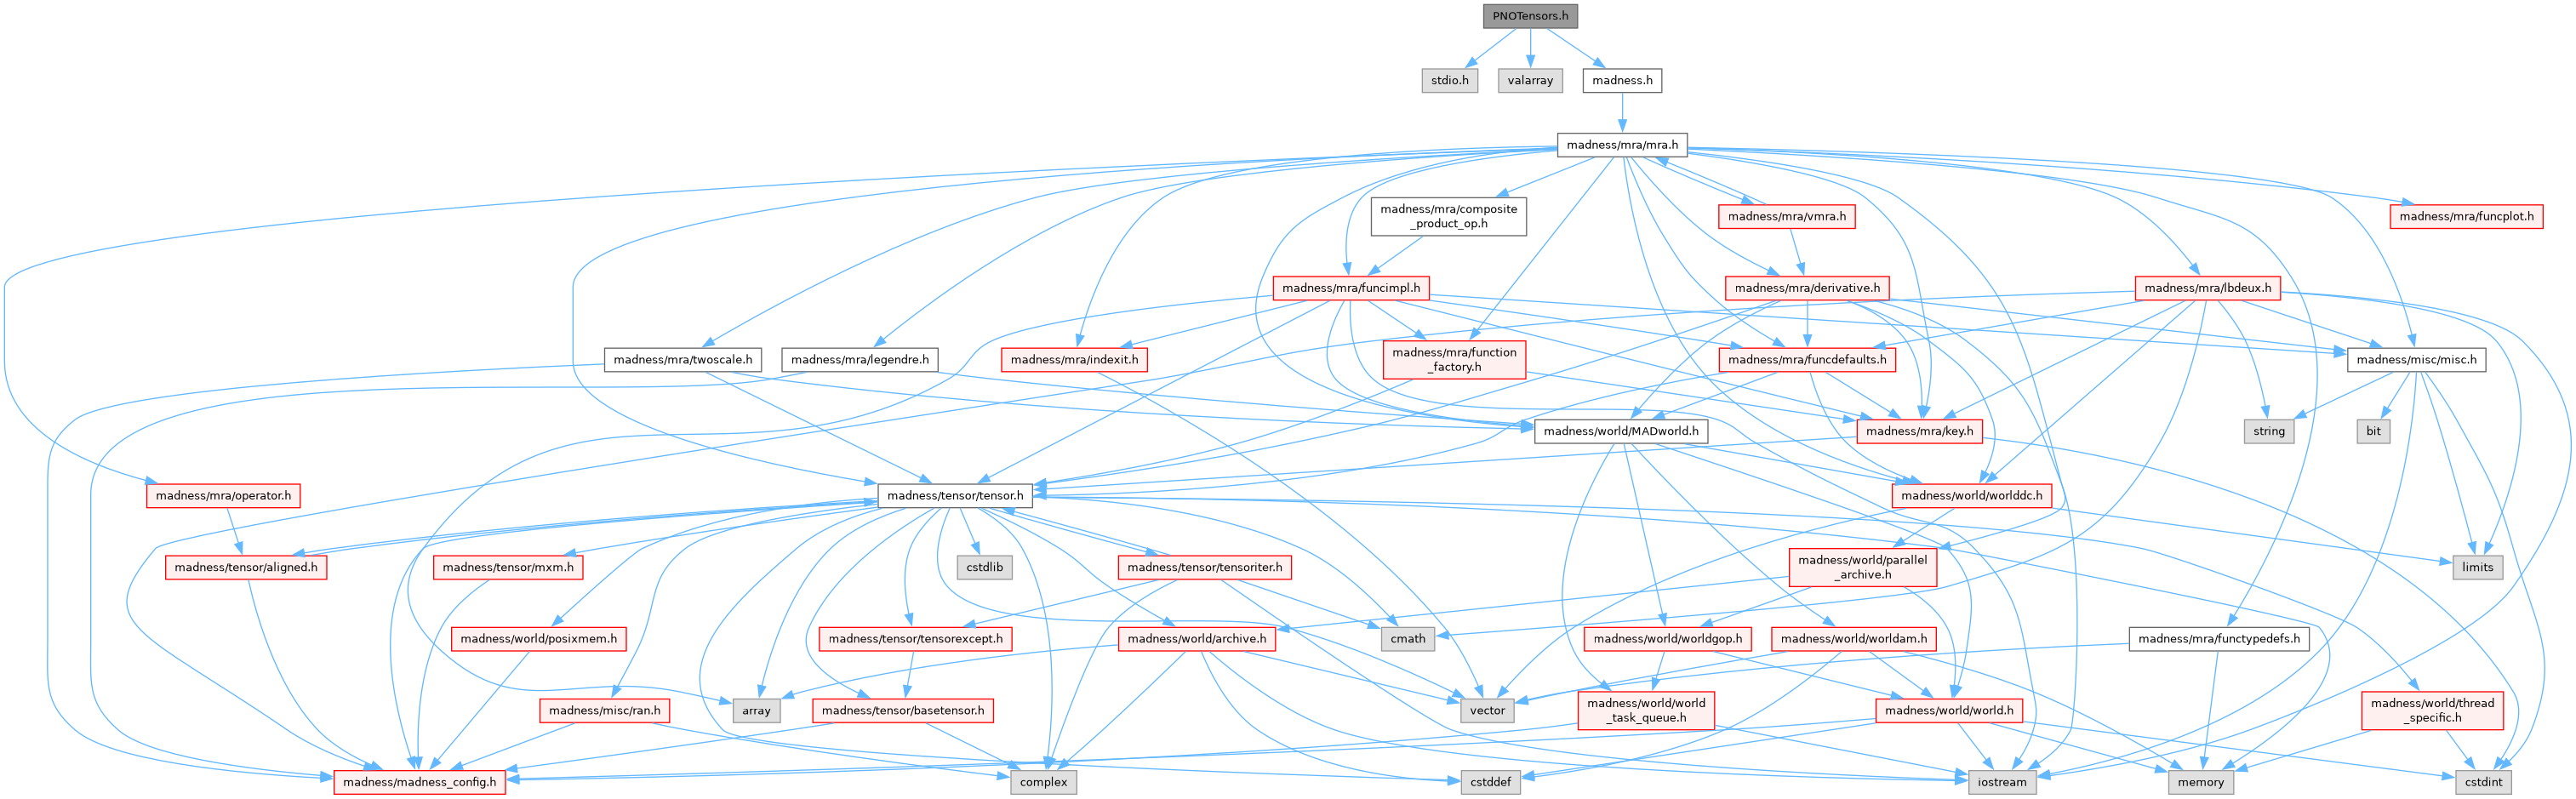 PNOTensors.h
stdio.h
valarray
madness.h
madness/mra/mra.h
madness/mra/composite
_product_op.h
madness/mra/vmra.h
madness/mra/funcplot.h
madness/mra/funcimpl.h
madness/mra/derivative.h
madness/mra/lbdeux.h
madness/mra/twoscale.h
madness/mra/legendre.h
madness/mra/indexit.h
madness/mra/function
_factory.h
madness/mra/funcdefaults.h
madness/misc/misc.h
madness/world/MADworld.h
madness/mra/key.h
string
bit
madness/mra/operator.h
madness/tensor/tensor.h
madness/world/worlddc.h
madness/tensor/aligned.h
madness/tensor/mxm.h
cstdlib
madness/tensor/tensoriter.h
madness/world/parallel
_archive.h
limits
madness/world/posixmem.h
madness/tensor/tensorexcept.h
madness/world/archive.h
cmath
madness/world/worldgop.h
madness/world/worldam.h
madness/mra/functypedefs.h
madness/misc/ran.h
array
madness/tensor/basetensor.h
vector
madness/world/world
_task_queue.h
madness/world/world.h
madness/world/thread
_specific.h
madness/madness_config.h
complex
cstddef
iostream
memory
cstdint